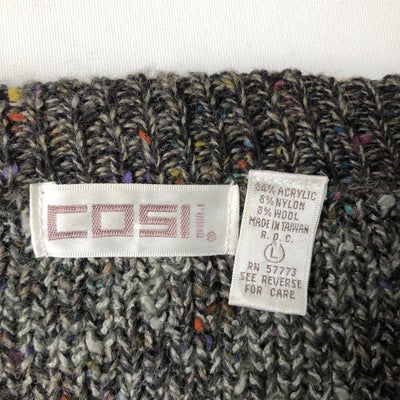 COSI
®
84% ACRYLIC
8% NYLON
8% WOOL
MADE IN TAIWAN
R. O. C.
L
RN 57773
SEE REVERSE
FOR CARE